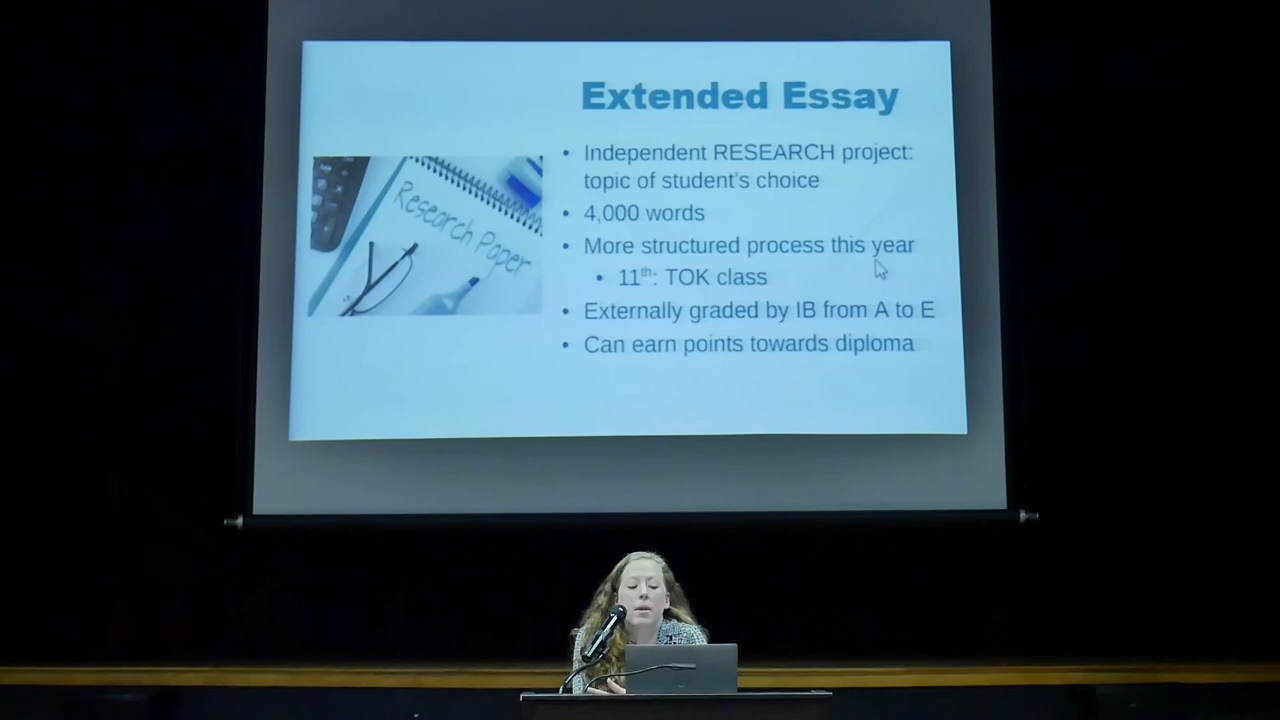 Extended Essay
• Independent RESEARCH project:
topic of student's choice
• 4,000 words
• More structured process this year
• 11th: TOK class
• Externally graded by IB from A to E
• Can earn points towards diploma
Research Paper